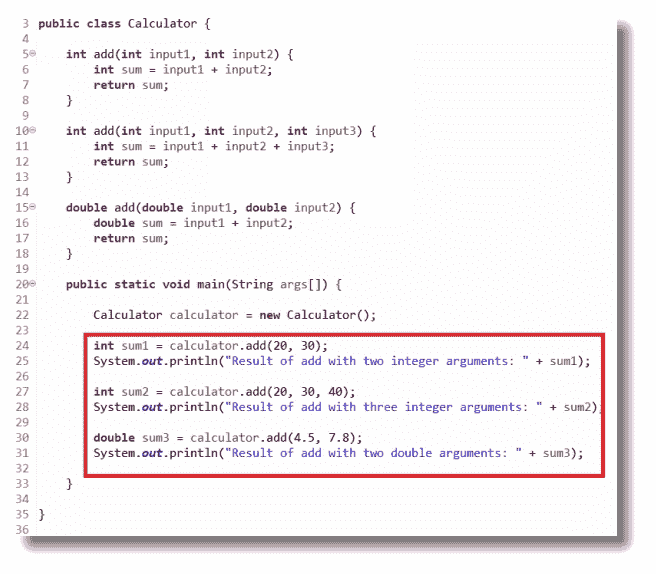 3 public class Calculator {
4
5 int add(int input1, int input2) {
6 int sum = input1 + input2;
7 return sum;
8 }
9
10 int add(int input1, int input2, int input3) {
11 int sum = input1 + input2 + input3;
12 return sum;
13 }
14
15 double add(double input1, double input2) {
16 double sum = input1 + input2;
17 return sum;
18 }
19
20 public static void main(String args[]) {
21
22 Calculator calculator = new Calculator();
23
24 int sum1 = calculator.add(20, 30);
25 System.out.println("Result of add with two integer arguments: " + sum1);
26
27 int sum2 = calculator.add(20, 30, 40);
28 System.out.println("Result of add with three integer arguments: " + sum2);
29
30 double sum3 = calculator.add(4.5, 7.8);
31 System.out.println("Result of add with two double arguments: " + sum3);
32
33 }
34
35 }
36